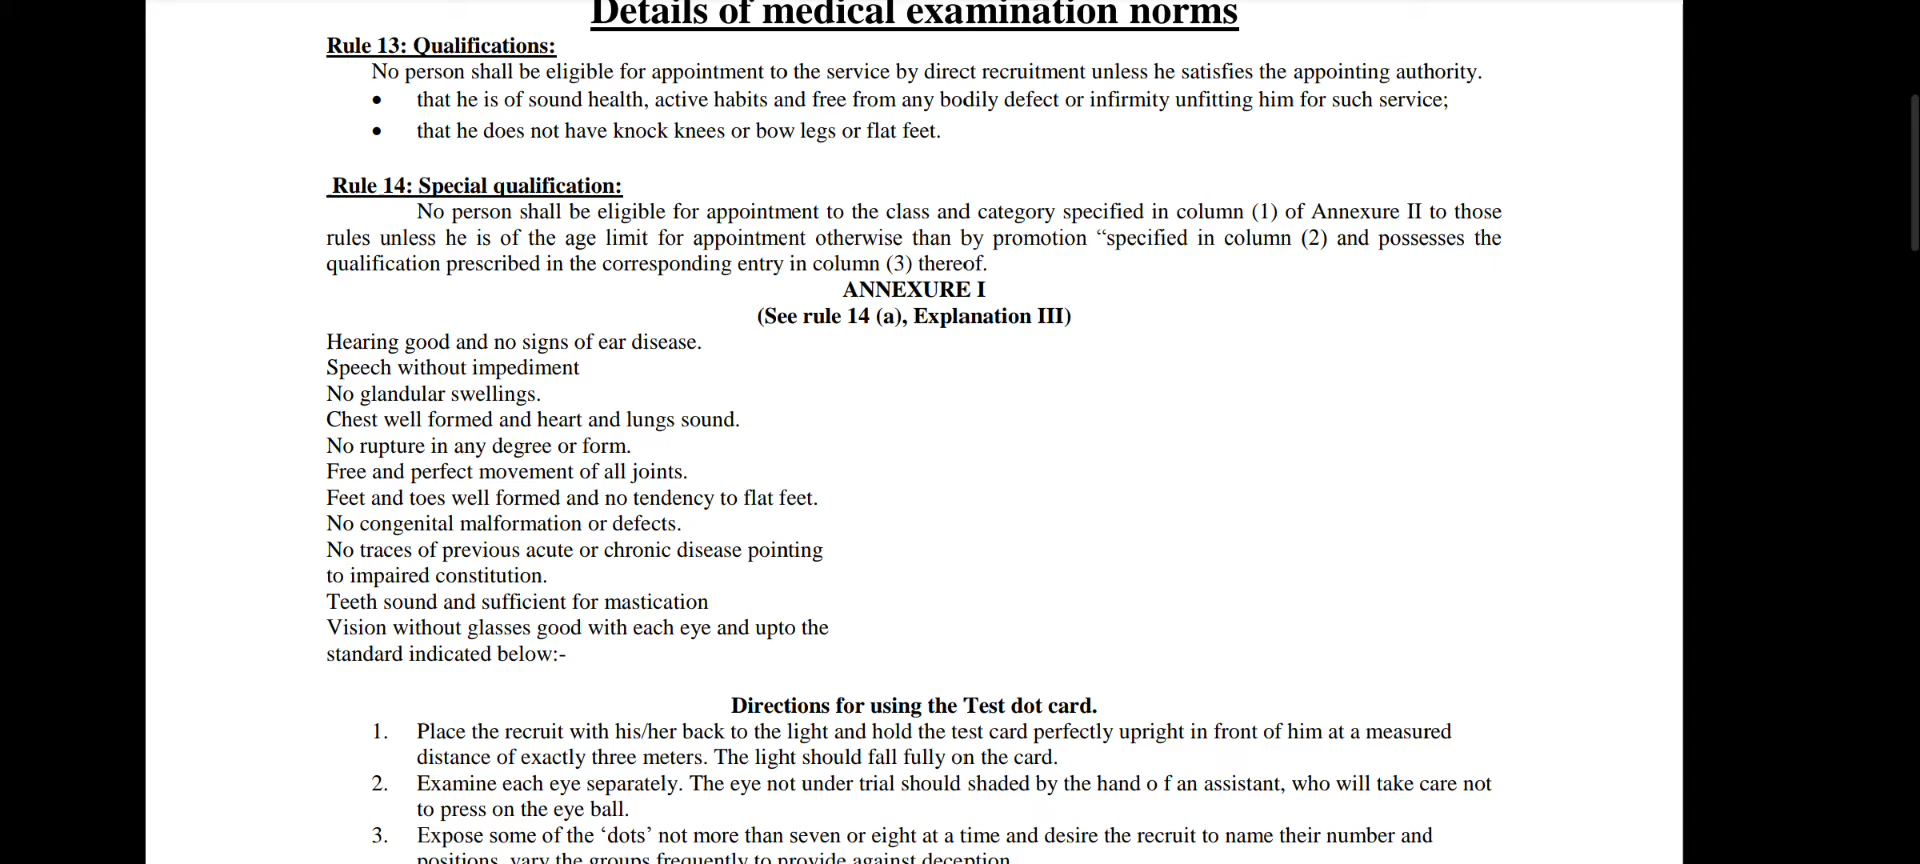 Details of medical examination norms
Rule 13: Qualifications:
No person shall be eligible for appointment to the service by direct recruitment unless he satisfies the appointing authority.
• that he is of sound health, active habits and free from any bodily defect or infirmity unfitting him for such service;
• that he does not have knock knees or bow legs or flat feet.
Rule 14: Special qualification:
No person shall be eligible for appointment to the class and category specified in column (1) of Annexure II to those
rules unless he is of the age limit for appointment otherwise than by promotion “specified in column (2) and possesses the
qualification prescribed in the corresponding entry in column (3) thereof.
ANNEXURE I
(See rule 14 (a), Explanation III)
Hearing good and no signs of ear disease.
Speech without impediment
No glandular swellings.
Chest well formed and heart and lungs sound.
No rupture in any degree or form.
Free and perfect movement of all joints.
Feet and toes well formed and no tendency to flat feet.
No congenital malformation or defects.
No traces of previous acute or chronic disease pointing
to impaired constitution.
Teeth sound and sufficient for mastication
Vision without glasses good with each eye and upto the
standard indicated below:-
Directions for using the Test dot card.
1. Place the recruit with his/her back to the light and hold the test card perfectly upright in front of him at a measured
distance of exactly three meters. The light should fall fully on the card.
2. Examine each eye separately. The eye not under trial should shaded by the hand o f an assistant, who will take care not
to press on the eye ball.
3. Expose some of the ‘dots’ not more than seven or eight at a time and desire the recruit to name their number and
positions, vary the groups frequently to provide against deception